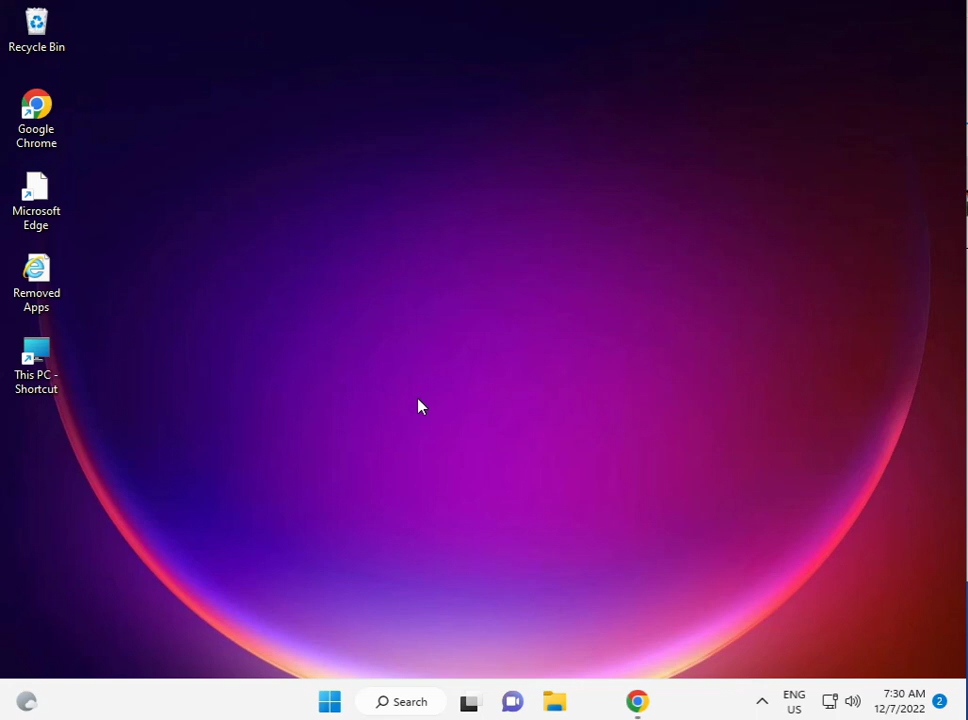 Recycle Bin
Google
Chrome
Microsoft
Edge
Removed
Apps
This PC -
Shortcut
Search
ENG
US
7:30 AM
12/7/2022
2